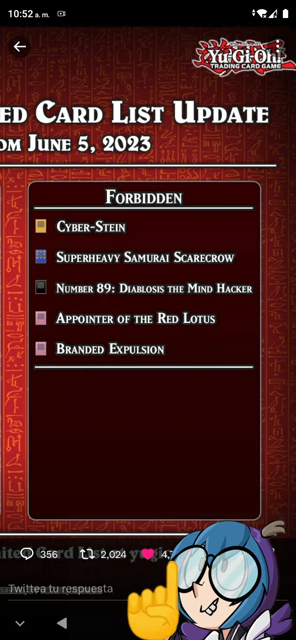 10:52 a. m.
Yu-Gi-Oh!
TRADING CARD GAME
ED CARD LIST UPDATE
OM JUNE 5, 2023
FORBIDDEN
CYBER-STEIN
SUPERHEAVY SAMURAI SCARECROW
NUMBER 89: DIABLOSIS THE MIND HACKER
APPOINTER OF THE RED LOTUS
BRANDED EXPULSION
356 2,024 4,7
Twittea tu respuesta